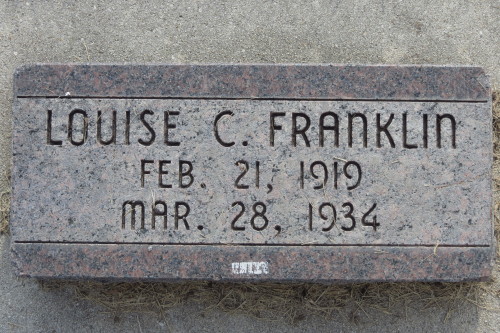 LOUISE C. FRANKLIN
FEB. 21, 1919
MAR. 28, 1934